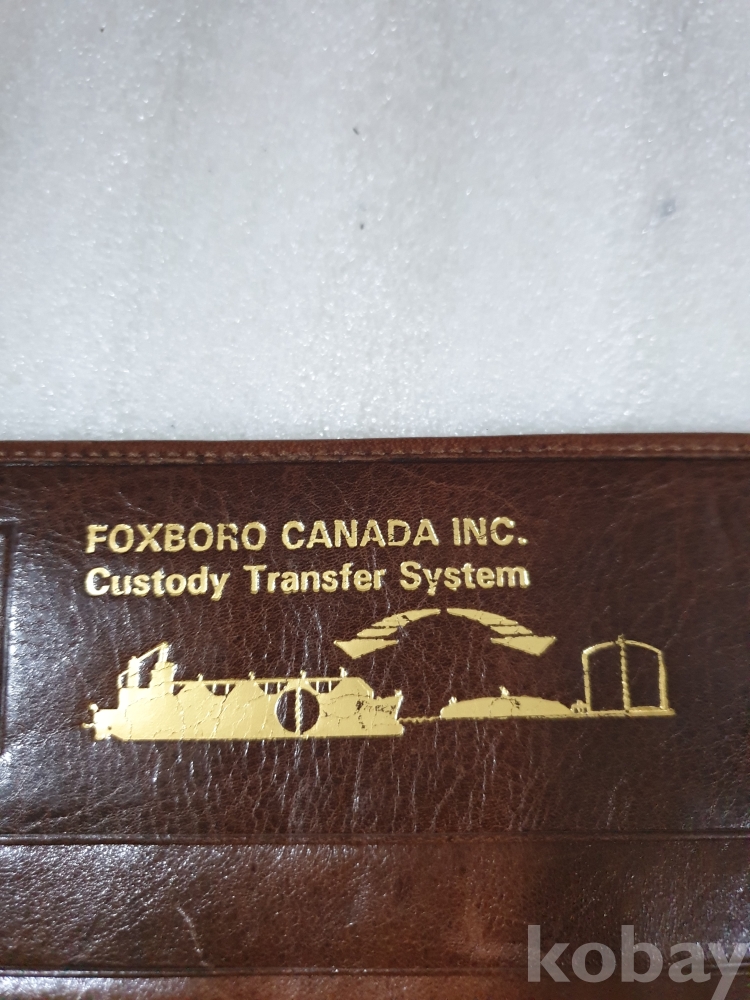 FOXBORO CANADA INC.
Custody Transfer System
kobay